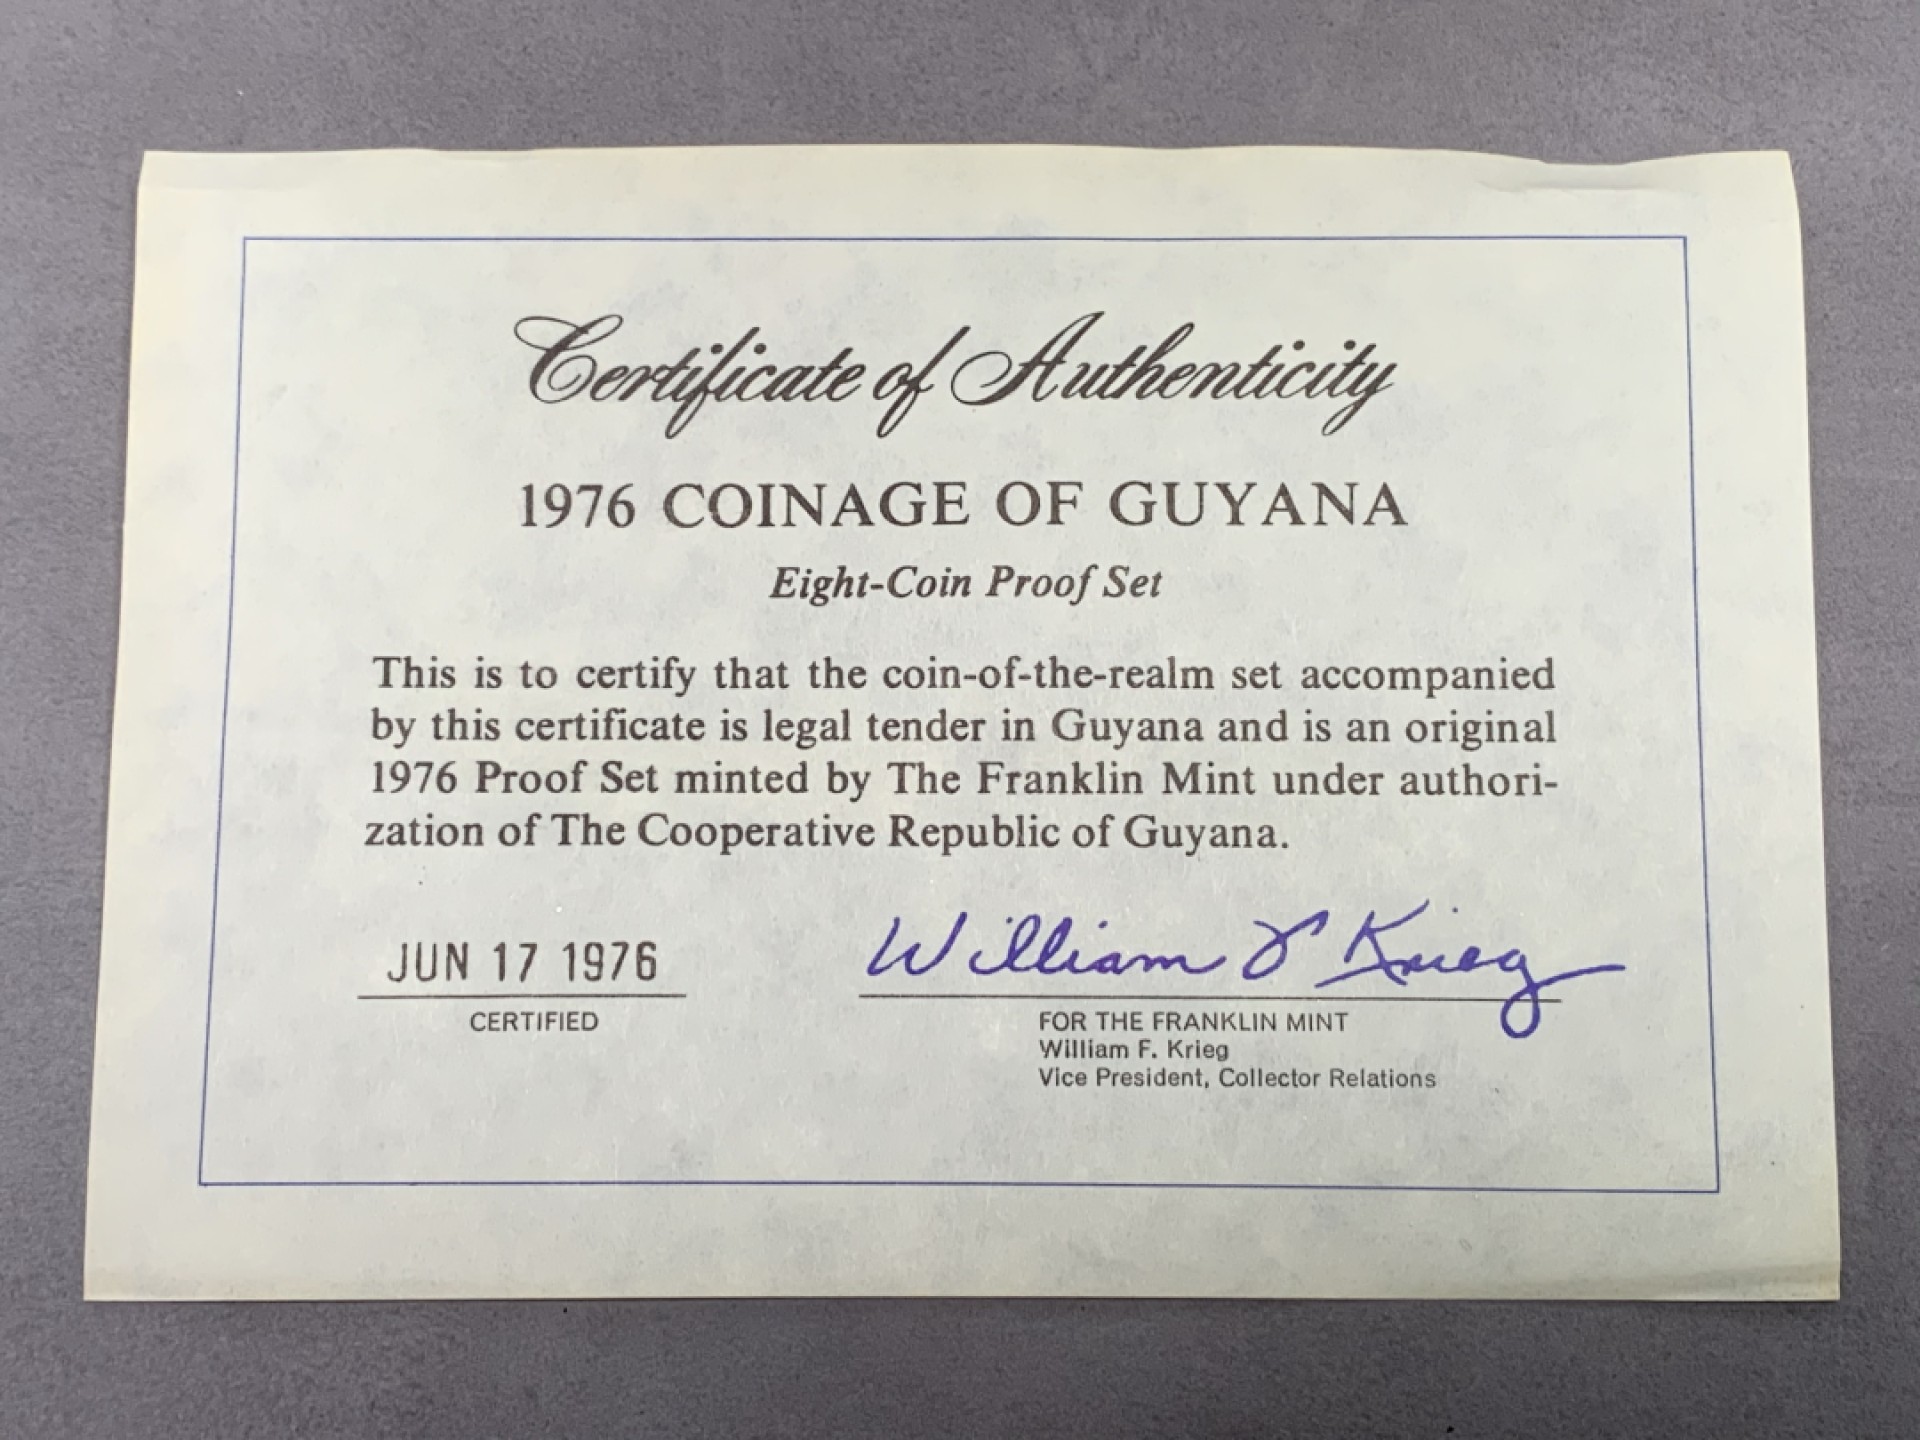 Certificate of Authenticity
1976 COINAGE OF GUYANA
Eight-Coin Proof Set
This is to certify that the coin-of-the-realm set accompanied
by this certificate is legal tender in Guyana and is an original
1976 Proof Set minted by The Franklin Mint under authori-
zation of The Cooperative Republic of Guyana.
JUN 17 1976
CERTIFIED
William F Krieg
FOR THE FRANKLIN MINT
William F. Krieg
Vice President, Collector Relations